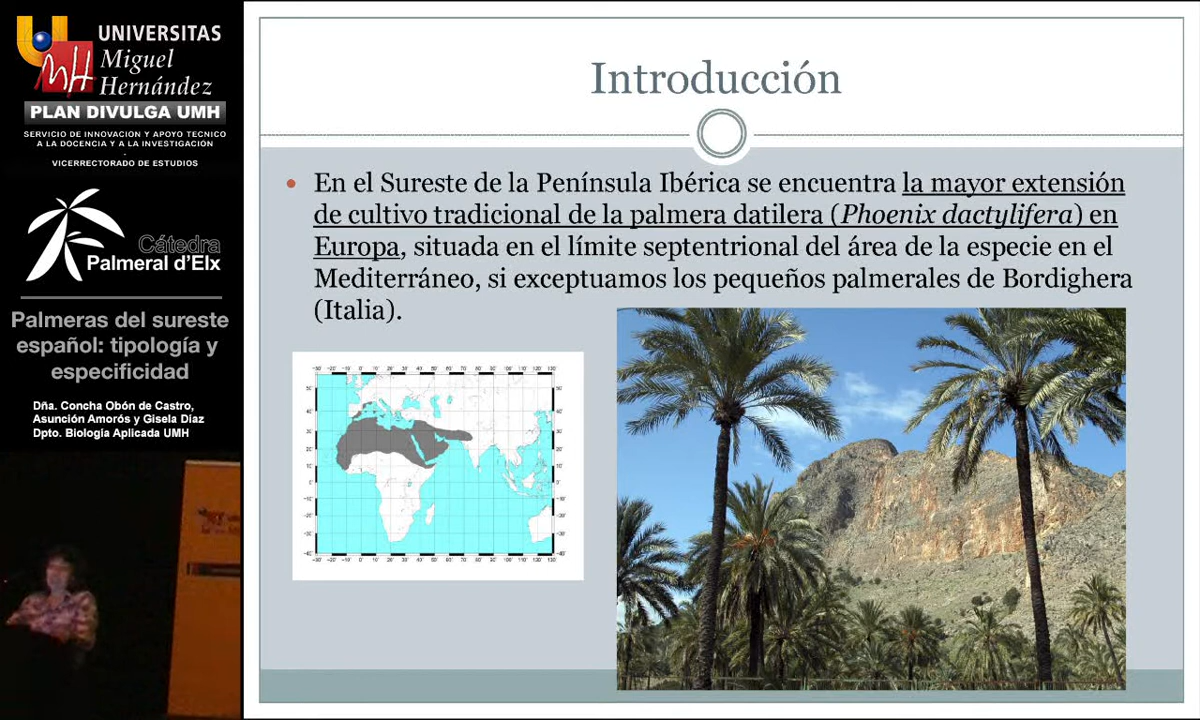 UNIVERSITAS
Miguel
Hernández
PLAN DIVULGA UMH
SERVICIO DE INNOVACION Y APOYO TECNICO
A LA DOCENCIA Y A LA INVESTIGACION
VICERRECTORADO DE ESTUDIOS
Cátedra
Palmeral d'Elx
Palmeras del sureste
español: tipología y
especificidad
Dña. Concha Obón de Castro,
Asunción Amorós y Gisela Díaz
Dpto. Biología Aplicada UMH
Introducción
• En el Sureste de la Península Ibérica se encuentra la mayor extensión
de cultivo tradicional de la palmera datilera (Phoenix dactylifera) en
Europa, situada en el límite septentrional del área de la especie en el
Mediterráneo, si exceptuamos los pequeños palmerales de Bordighera
(Italia).